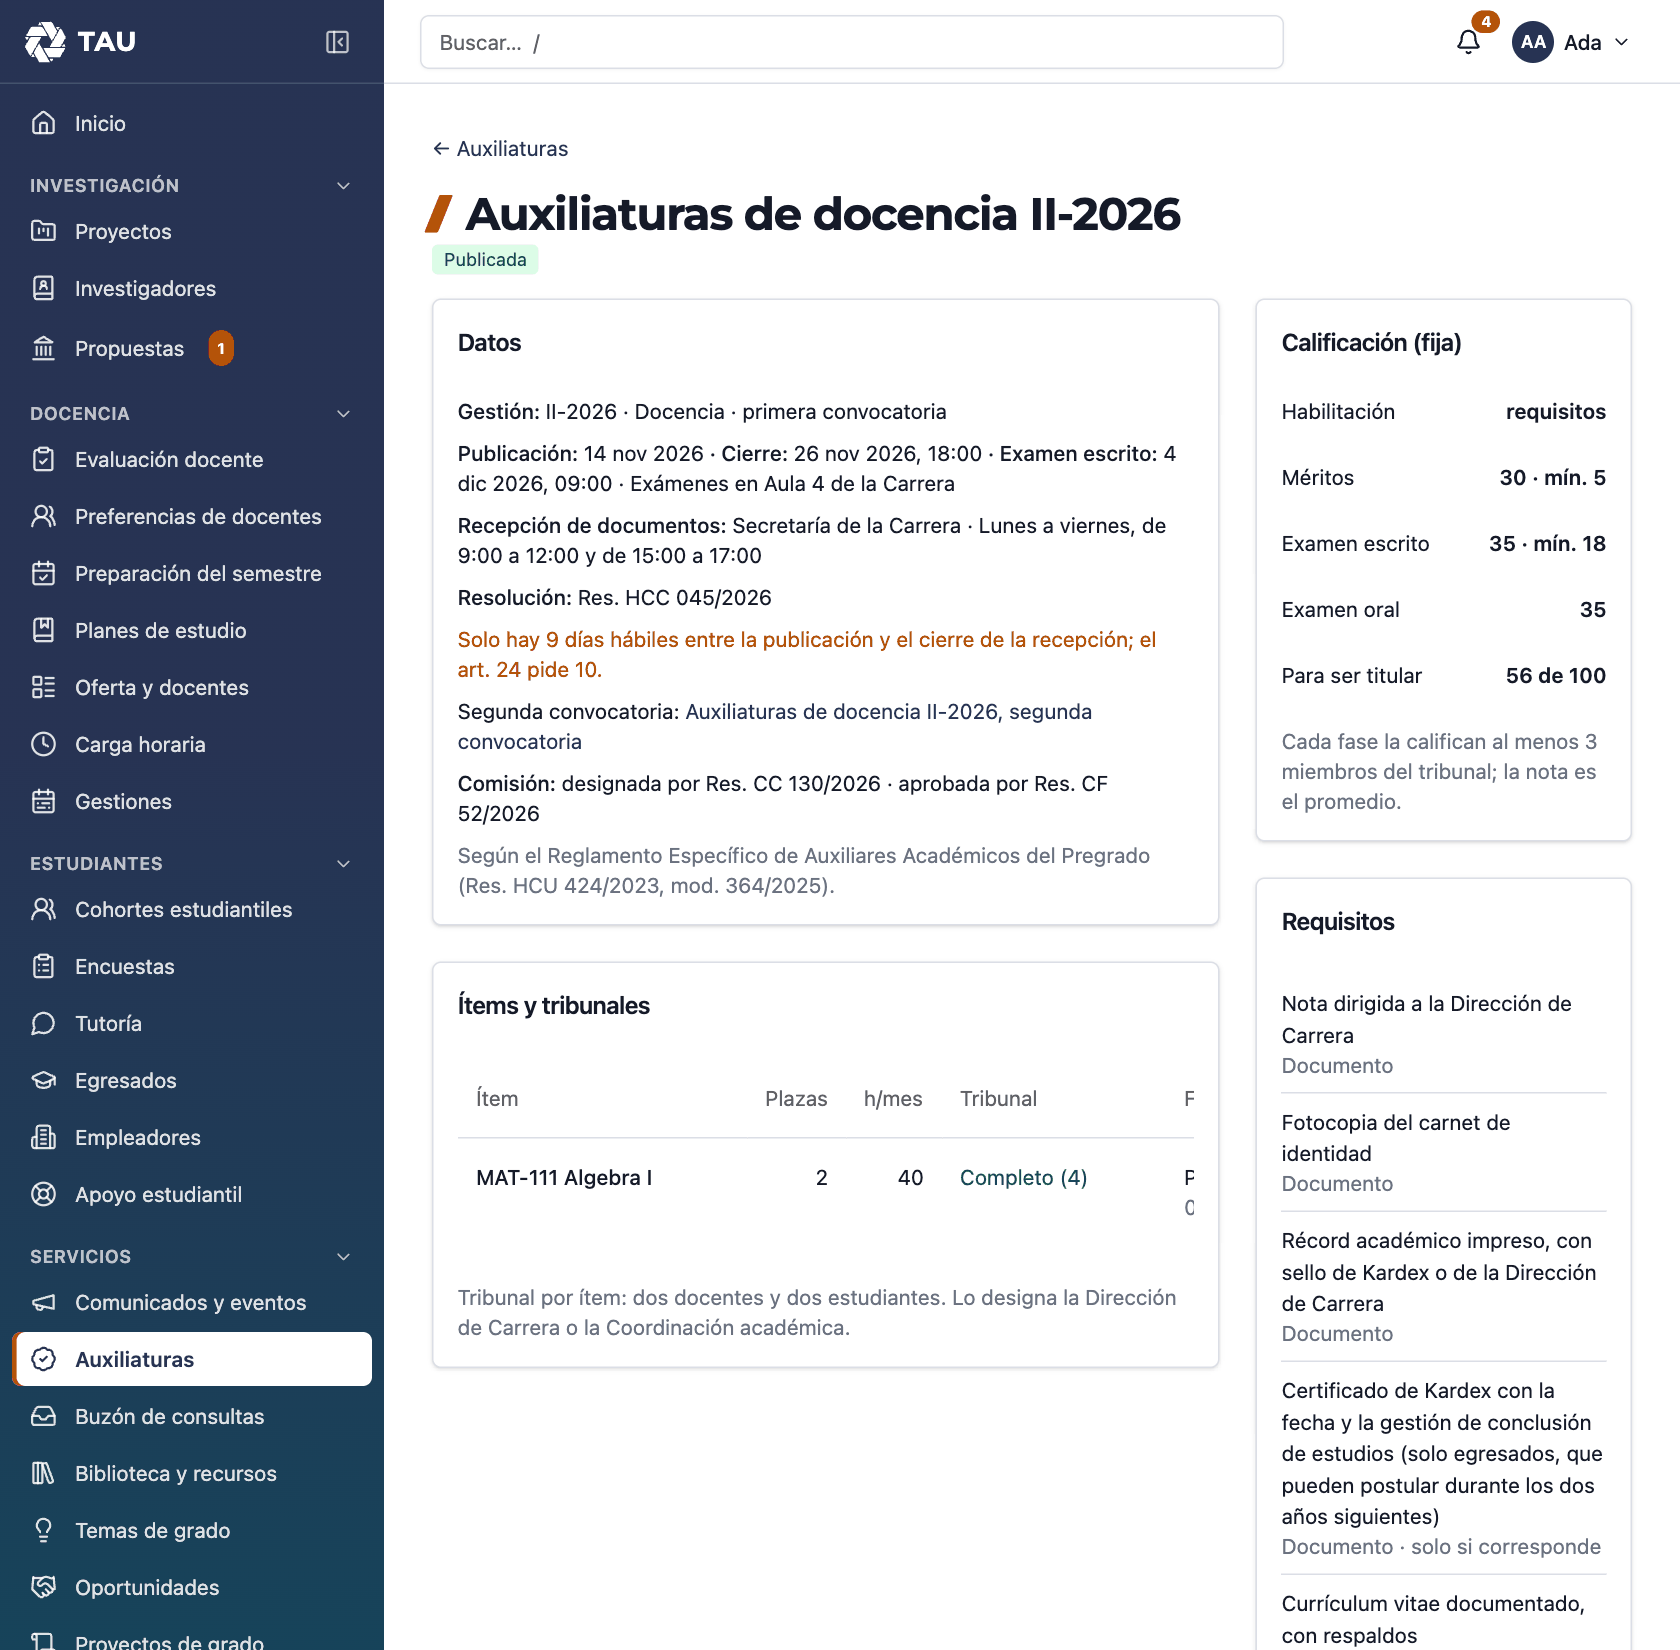 TAU
Buscar... /
4
AA
Ada
Inicio
INVESTIGACIÓN
Proyectos
Investigadores
Propuestas 1
DOCENCIA
Evaluación docente
Preferencias de docentes
Preparación del semestre
Planes de estudio
Oferta y docentes
Carga horaria
Gestiones
ESTUDIANTES
Cohortes estudiantiles
Encuestas
Tutoría
Egresados
Empleadores
Apoyo estudiantil
SERVICIOS
Comunicados y eventos
Auxiliaturas
Buzón de consultas
Biblioteca y recursos
Temas de grado
Oportunidades
Proyectos de grado
← Auxiliaturas
Auxiliaturas de docencia II-2026
Publicada
Datos
Gestión: II-2026 · Docencia · primera convocatoria
Publicación: 14 nov 2026 · Cierre: 26 nov 2026, 18:00 · Examen escrito: 4
dic 2026, 09:00 · Exámenes en Aula 4 de la Carrera
Recepción de documentos: Secretaría de la Carrera · Lunes a viernes, de
9:00 a 12:00 y de 15:00 a 17:00
Resolución: Res. HCC 045/2026
Solo hay 9 días hábiles entre la publicación y el cierre de la recepción; el
art. 24 pide 10.
Segunda convocatoria: Auxiliaturas de docencia II-2026, segunda
convocatoria
Comisión: designada por Res. CC 130/2026 · aprobada por Res. CF
52/2026
Según el Reglamento Específico de Auxiliares Académicos del Pregrado
(Res. HCU 424/2023, mod. 364/2025).
Ítems y tribunales
Ítem Plazas h/mes Tribunal F
MAT-111 Algebra I 2 40 Completo (4) P
0
Tribunal por ítem: dos docentes y dos estudiantes. Lo designa la Dirección
de Carrera o la Coordinación académica.
Calificación (fija)
Habilitación requisitos
Méritos 30 · mín. 5
Examen escrito 35 · mín. 18
Examen oral 35
Para ser titular 56 de 100
Cada fase la califican al menos 3
miembros del tribunal; la nota es
el promedio.
Requisitos
Nota dirigida a la Dirección de
Carrera
Documento
Fotocopia del carnet de
identidad
Documento
Récord académico impreso, con
sello de Kardex o de la Dirección
de Carrera
Documento
Certificado de Kardex con la
fecha y la gestión de conclusión
de estudios (solo egresados, que
pueden postular durante los dos
años siguientes)
Documento · solo si corresponde
Currículum vitae documentado,
con respaldos